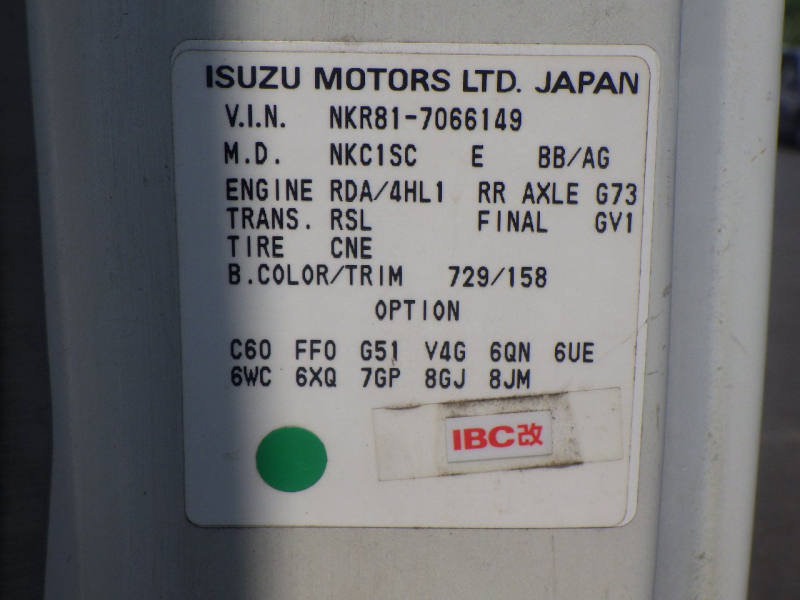 ISUZU MOTORS LTD. JAPAN
V.I.N. NKR81-7066149
M.D. NKC1SC E BB/AG
ENGINE RDA/4HL1 RR AXLE G73
TRANS. RSL FINAL GV1
TIRE CNE
B.COLOR/TRIM 729/158
OPTION
C60 FF0 G51 V4G 6QN 6UE
6WC 6XQ 7GP 8GJ 8JM
IBC改